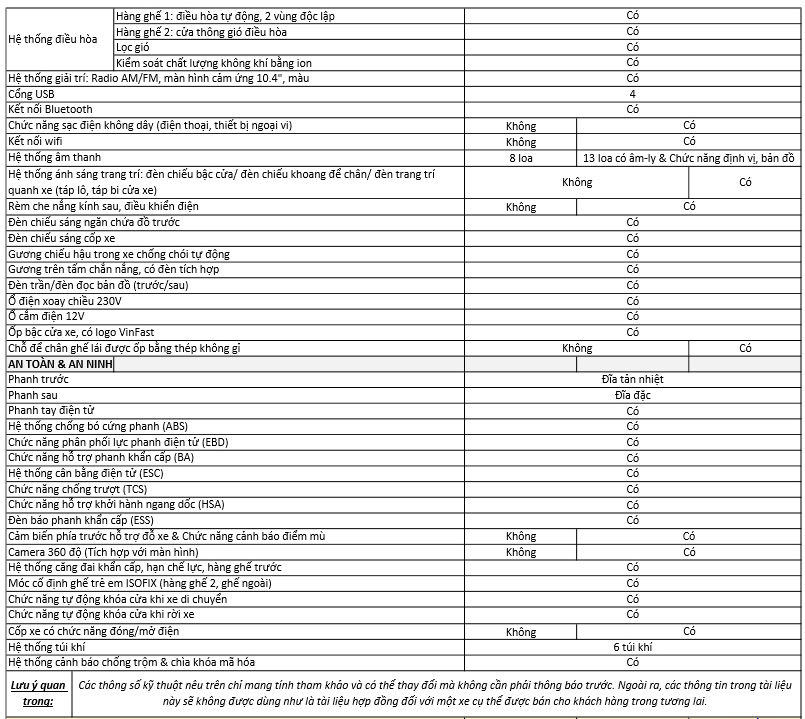 Hệ thống điều hòa
Hàng ghế 1: điều hòa tự động, 2 vùng độc lập Có
Hàng ghế 2: cửa thông gió điều hòa Có
Lọc gió Có
Kiểm soát chất lượng không khí bằng ion Có
Hệ thống giải trí: Radio AM/FM, màn hình cảm ứng 10.4", màu Có
Cổng USB 4
Kết nối Bluetooth Có
Chức năng sạc điện không dây (điện thoại, thiết bị ngoại vi) Không Có
Kết nối wifi Không Có
Hệ thống âm thanh 8 loa 13 loa có âm-ly & Chức năng định vị, bản đồ
Hệ thống ánh sáng trang trí: đèn chiếu bậc cửa/ đèn chiếu khoang để chân/ đèn trang trí
quanh xe (táp lô, táp bi cửa xe) Không Có
Rèm che nắng kính sau, điều khiển điện Không Có
Đèn chiếu sáng ngăn chứa đồ trước Có
Đèn chiếu sáng cốp xe Có
Gương chiếu hậu trong xe chống chói tự động Có
Gương trên tấm chắn nắng, có đèn tích hợp Có
Đèn trần/đèn đọc bản đồ (trước/sau) Có
Ổ điện xoay chiều 230V Có
Ổ cắm điện 12V Có
Ốp bậc cửa xe, có logo VinFast Có
Chỗ để chân ghế lái được ốp bằng thép không gỉ Không Có
AN TOÀN & AN NINH
Phanh trước Đĩa tản nhiệt
Phanh sau Đĩa đặc
Phanh tay điện tử Có
Hệ thống chống bó cứng phanh (ABS) Có
Chức năng phân phối lực phanh điện tử (EBD) Có
Chức năng hỗ trợ phanh khẩn cấp (BA) Có
Hệ thống cân bằng điện tử (ESC) Có
Chức năng chống trượt (TCS) Có
Chức năng hỗ trợ khởi hành ngang dốc (HSA) Có
Đèn báo phanh khẩn cấp (ESS) Có
Cảm biến phía trước hỗ trợ đỗ xe & Chức năng cảnh báo điểm mù Không Có
Camera 360 độ (Tích hợp với màn hình) Không Có
Hệ thống căng đai khẩn cấp, hạn chế lực, hàng ghế trước Có
Móc cố định ghế trẻ em ISOFIX (hàng ghế 2, ghế ngoài) Có
Chức năng tự động khóa cửa khi xe di chuyển Có
Chức năng tự động khóa cửa khi rời xe Có
Cốp xe có chức năng đóng/mở điện Không Có
Hệ thống túi khí 6 túi khí
Hệ thống cảnh báo chống trộm & chìa khóa mã hóa Có
Lưu ý quan
trọng:
Các thông số kỹ thuật nêu trên chỉ mang tính tham khảo và có thể thay đổi mà không cần phải thông báo trước. Ngoài ra, các thông tin trong tài liệu
này sẽ không được dùng như là tài liệu hợp đồng đối với một xe cụ thể được bán cho khách hàng trong tương lai.